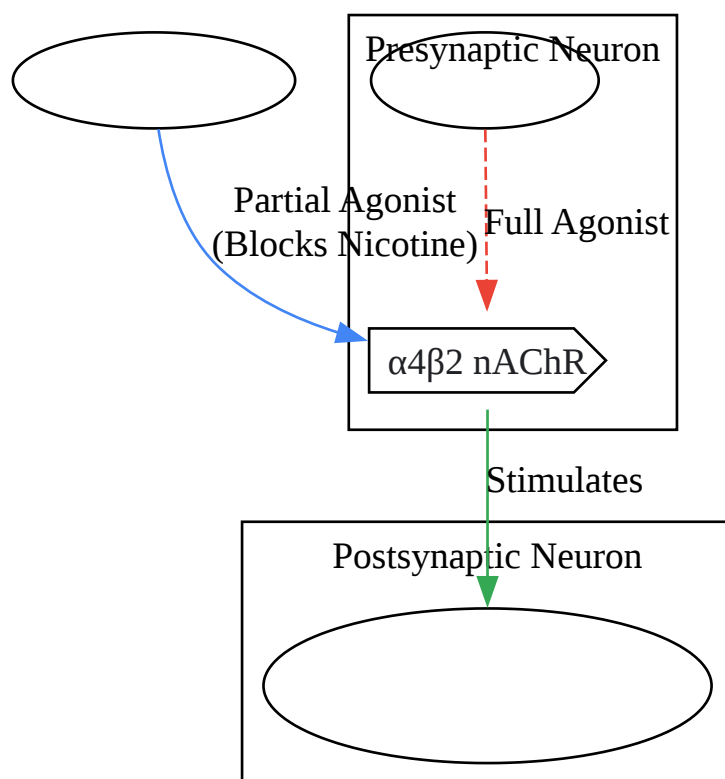 Presynaptic Neuron
Partial Agonist
(Blocks Nicotine)
Full Agonist
α4β2 nAChR
Stimulates
Postsynaptic Neuron